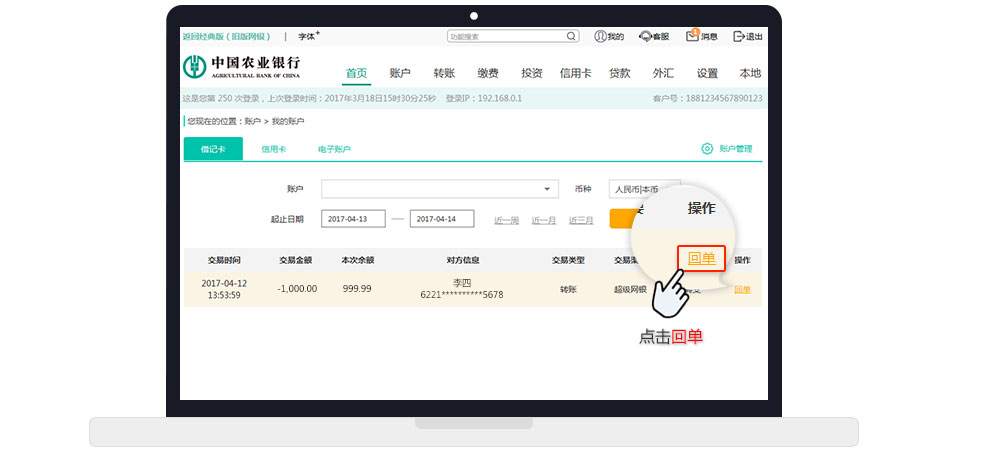 返回经典版（旧版网银） | 字体+ 功能搜索 我的 客服 1 消息 退出
中国农业银行
AGRICULTURAL BANK OF CHINA
首页 账户 转账 缴费 投资 信用卡 贷款 外汇 设置 本地
这是您第 250 次登录，上次登录时间：2017年3月18日15时30分25秒 登录IP：192.168.0.1 客户号：1881234567890123
您现在的位置：账户 > 我的账户
借记卡 信用卡 电子账户 账户管理
账户 币种 人民币|本币
起止日期 2017-04-13 — 2017-04-14 近一周 近一月 近三月
操作
回单
交易时间 交易金额 本次余额 对方信息 交易类型 操作
2017-04-12
13:53:59 -1,000.00 999.99 李四
6221**********5678 转账 超级网银 回单
点击回单